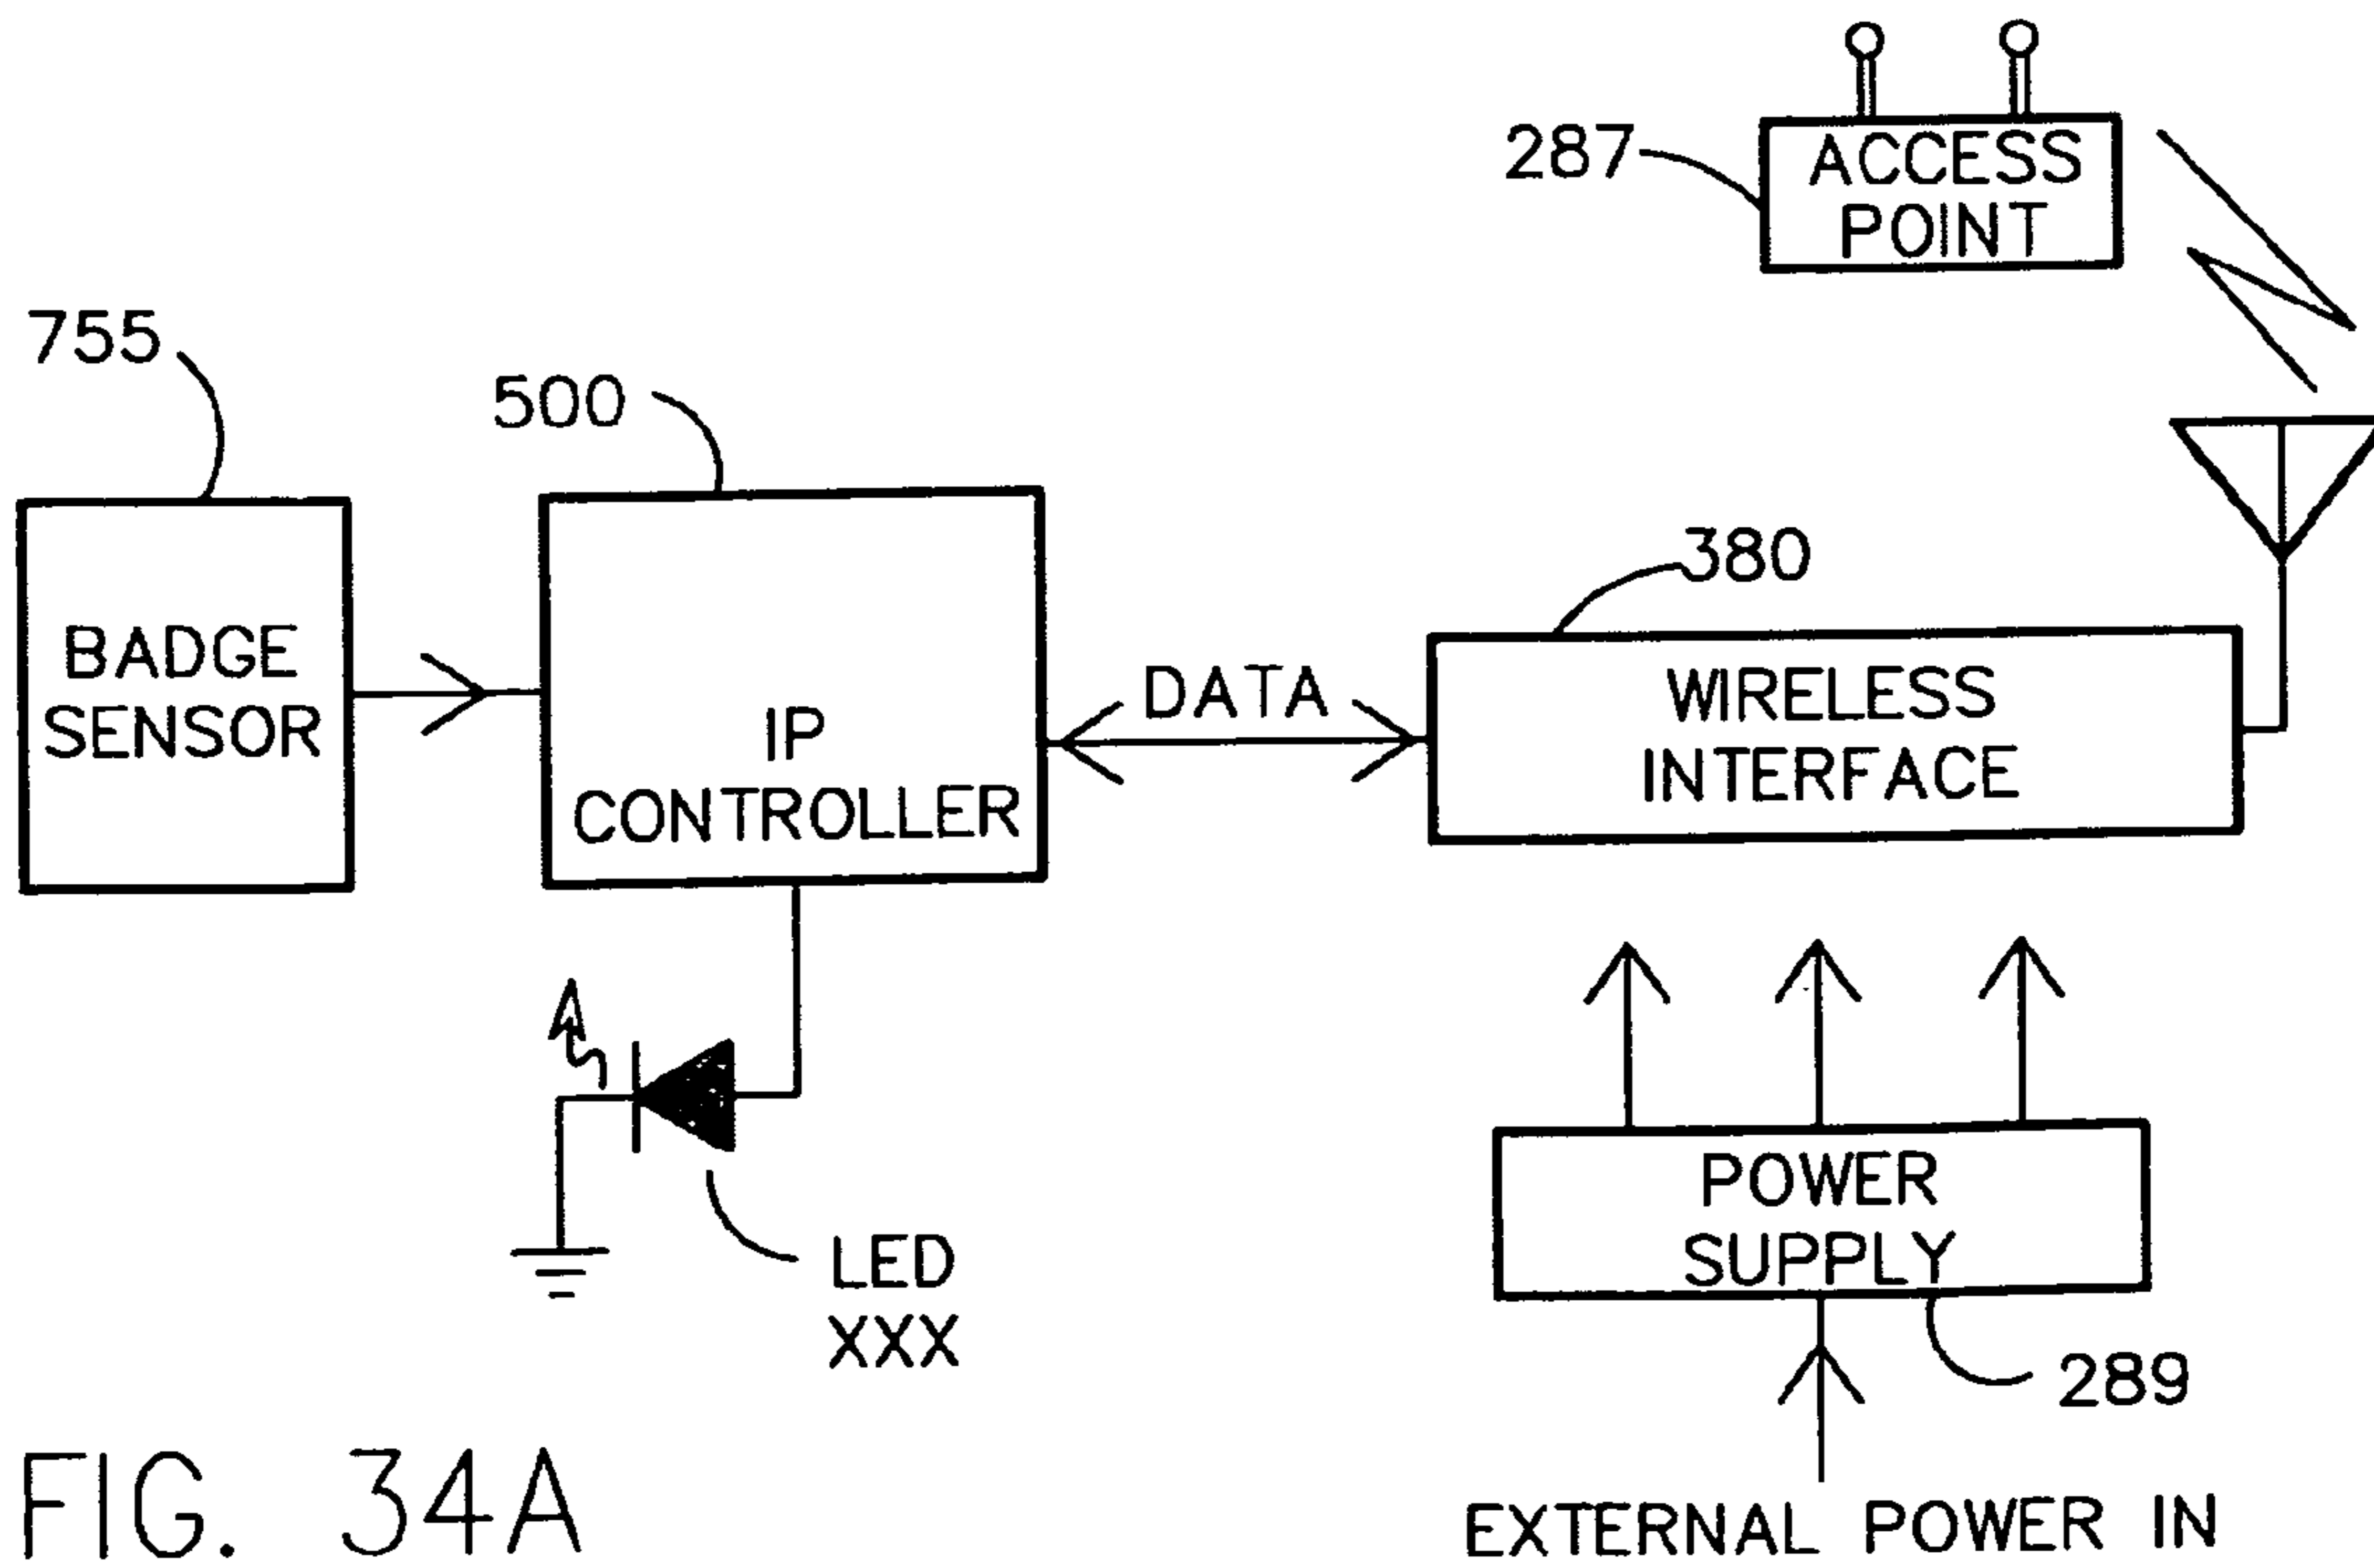 287
ACCESS
POINT
755
500
380
BADGE
SENSOR
IP
CONTROLLER
DATA
WIRELESS
INTERFACE
POWER
SUPPLY
LED
XXX
289
FIG. 34A
EXTERNAL POWER IN